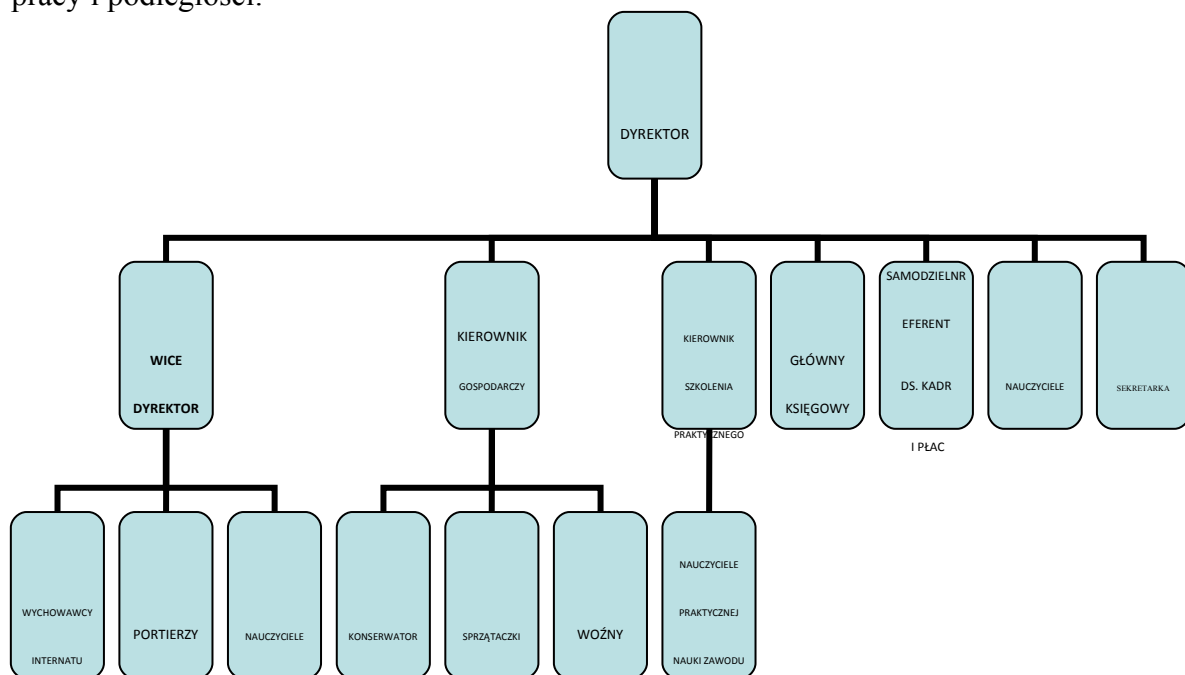 pracy i podległości.
DYREKTOR
WICE
DYREKTOR
KIEROWNIK
GOSPODARCZY
KIEROWNIK
SZKOLENIA
PRAKTYCZNEGO
GŁÓWNY
KSIĘGOWY
SAMODZIELNR
EFERENT
DS. KADR
I PŁAC
NAUCZYCIELE
SEKRETARKA
WYCHOWAWCY
INTERNATU
PORTIERZY
NAUCZYCIELE
KONSERWATOR
SPRZĄTACZKI
WOŹNY
NAUCZYCIELE
PRAKTYCZNEJ
NAUKI ZAWODU